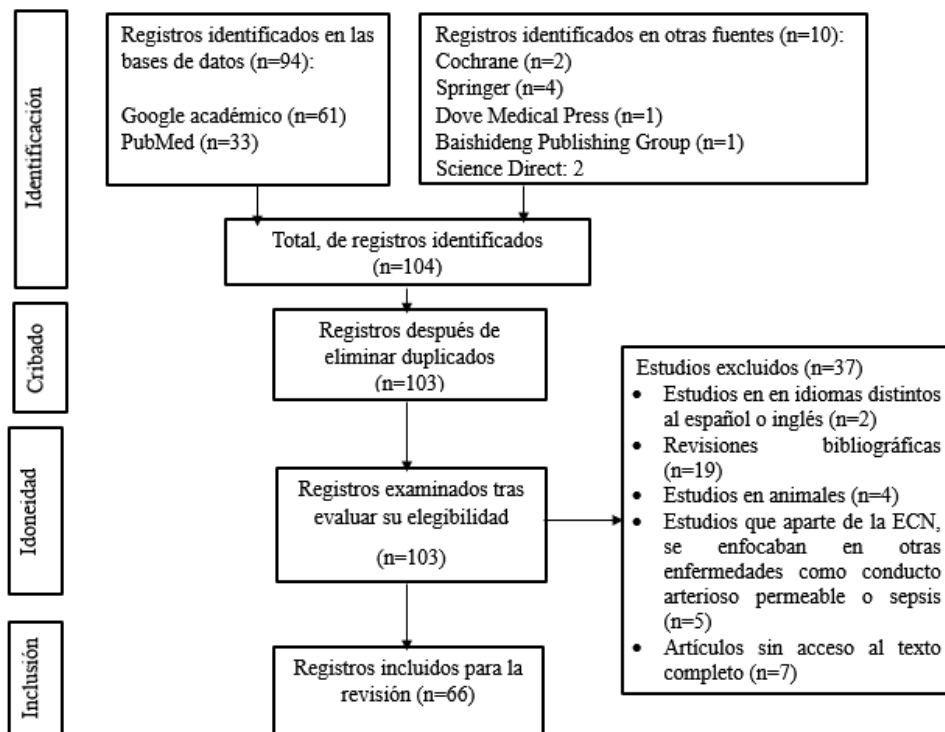 Identificación
Registros identificados en las
bases de datos (n=94):
Google académico (n=61)
PubMed (n=33)
Registros identificados en otras fuentes (n=10):
Cochrane (n=2)
Springer (n=4)
Dove Medical Press (n=1)
Baishideng Publishing Group (n=1)
Science Direct: 2
Total, de registros identificados
(n=104)
Cribado
Registros después de
eliminar duplicados
(n=103)
Idoneidad
Registros examinados tras
evaluar su elegibilidad
(n=103)
Estudios excluidos (n=37)
• Estudios en en idiomas distintos
al español o inglés (n=2)
• Revisiones bibliográficas
(n=19)
• Estudios en animales (n=4)
• Estudios que aparte de la ECN,
se enfocaban en otras
enfermedades como conducto
arterioso permeable o sepsis
(n=5)
• Artículos sin acceso al texto
completo (n=7)
Inclusión
Registros incluidos para la
revisión (n=66)